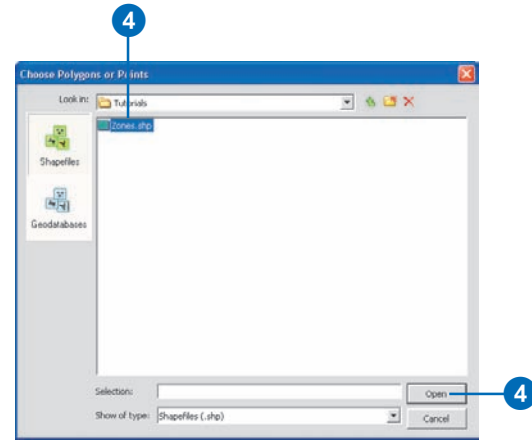 4
Choose Polygons or Points
Look in: Tutorials
Zones.shp
Shapefiles
Geodatabases
Selection:
Open
4
Show of type: Shapefiles (.shp)
Cancel